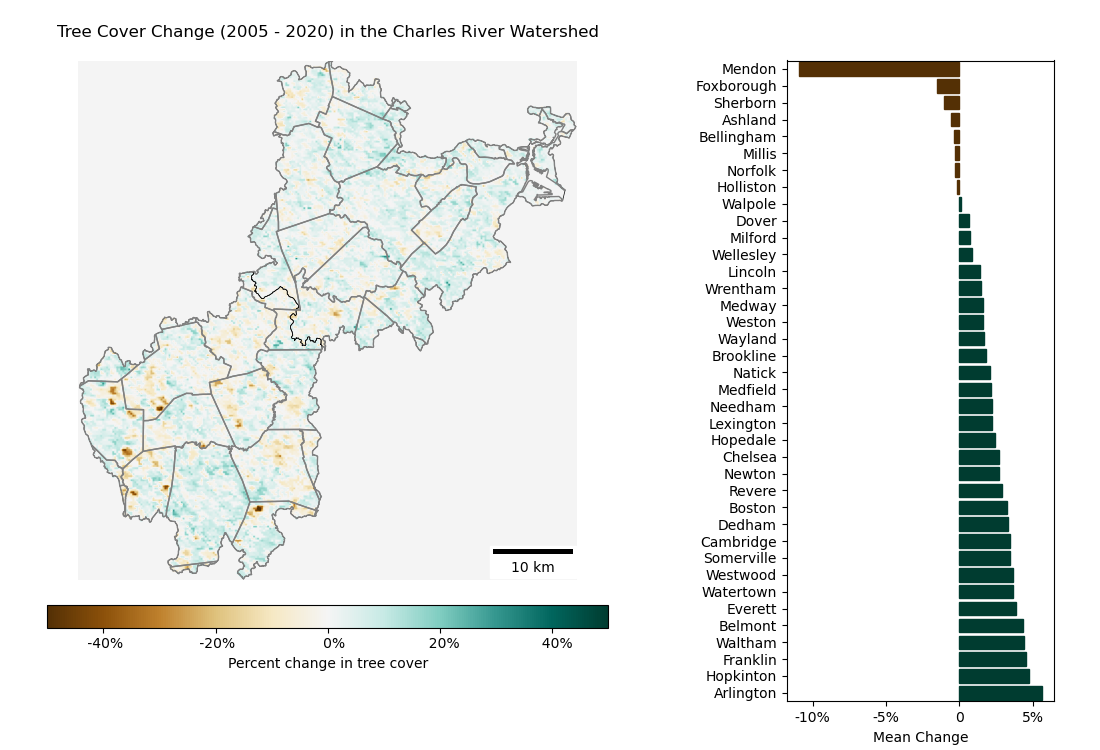 Tree Cover Change (2005 - 2020) in the Charles River Watershed
10 km
-40%
-20%
0%
20%
40%
Percent change in tree cover
Mendon
Foxborough
Sherborn
Ashland
Bellingham
Millis
Norfolk
Holliston
Walpole
Dover
Milford
Wellesley
Lincoln
Wrentham
Medway
Weston
Wayland
Brookline
Natick
Medfield
Needham
Lexington
Hopedale
Chelsea
Newton
Revere
Boston
Dedham
Cambridge
Somerville
Westwood
Watertown
Everett
Belmont
Waltham
Franklin
Hopkinton
Arlington
-10%
-5%
0
5%
Mean Change